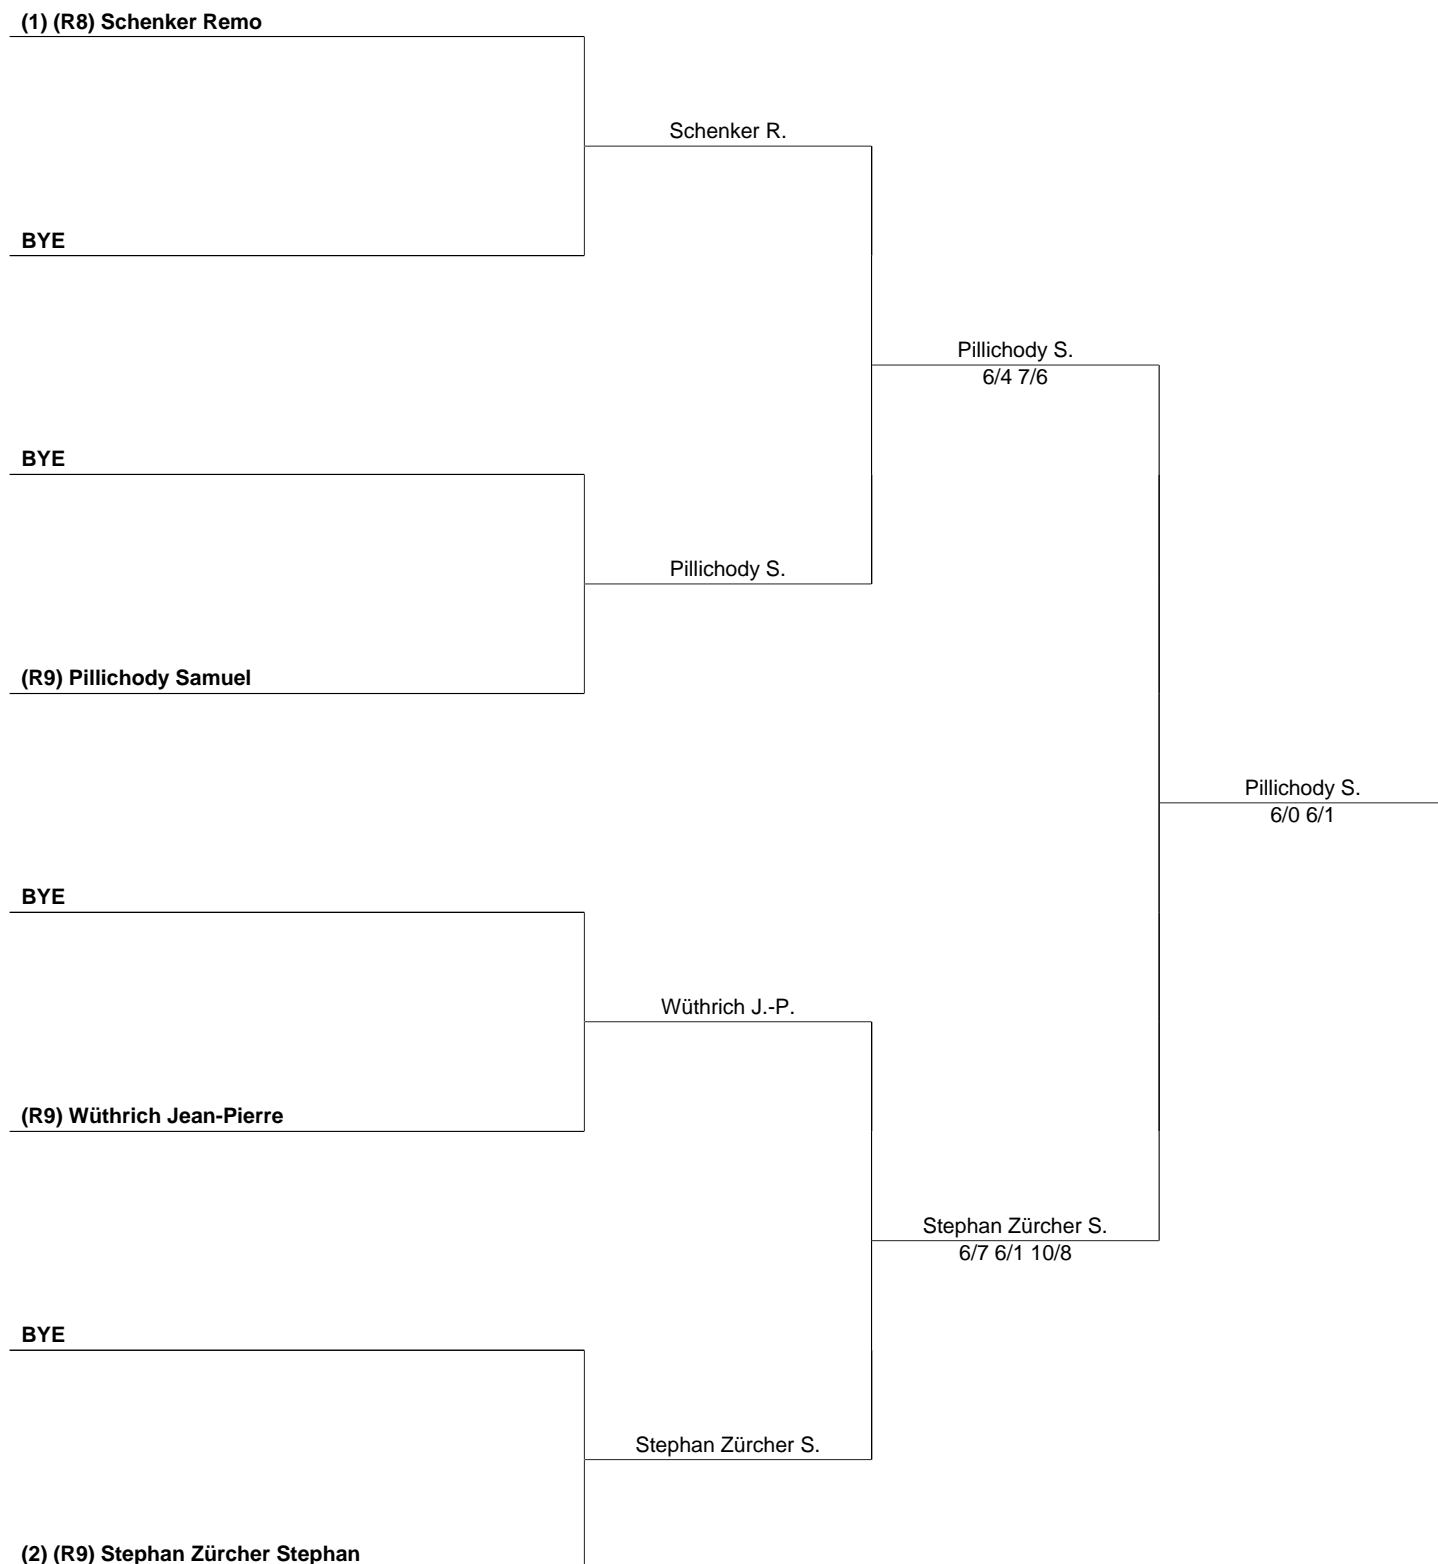 (1) (R8) Schenker Remo
Schenker R.
BYE
Pillichody S.
6/4 7/6
BYE
Pillichody S.
(R9) Pillichody Samuel
Pillichody S.
6/0 6/1
BYE
Wüthrich J.-P.
(R9) Wüthrich Jean-Pierre
Stephan Zürcher S.
6/7 6/1 10/8
BYE
Stephan Zürcher S.
(2) (R9) Stephan Zürcher Stephan